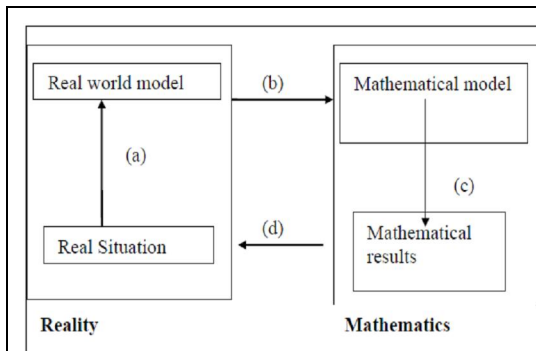 Real world model
(b)
Mathematical model
(a)
(c)
Real Situation
(d)
Mathematical
results
Reality
Mathematics